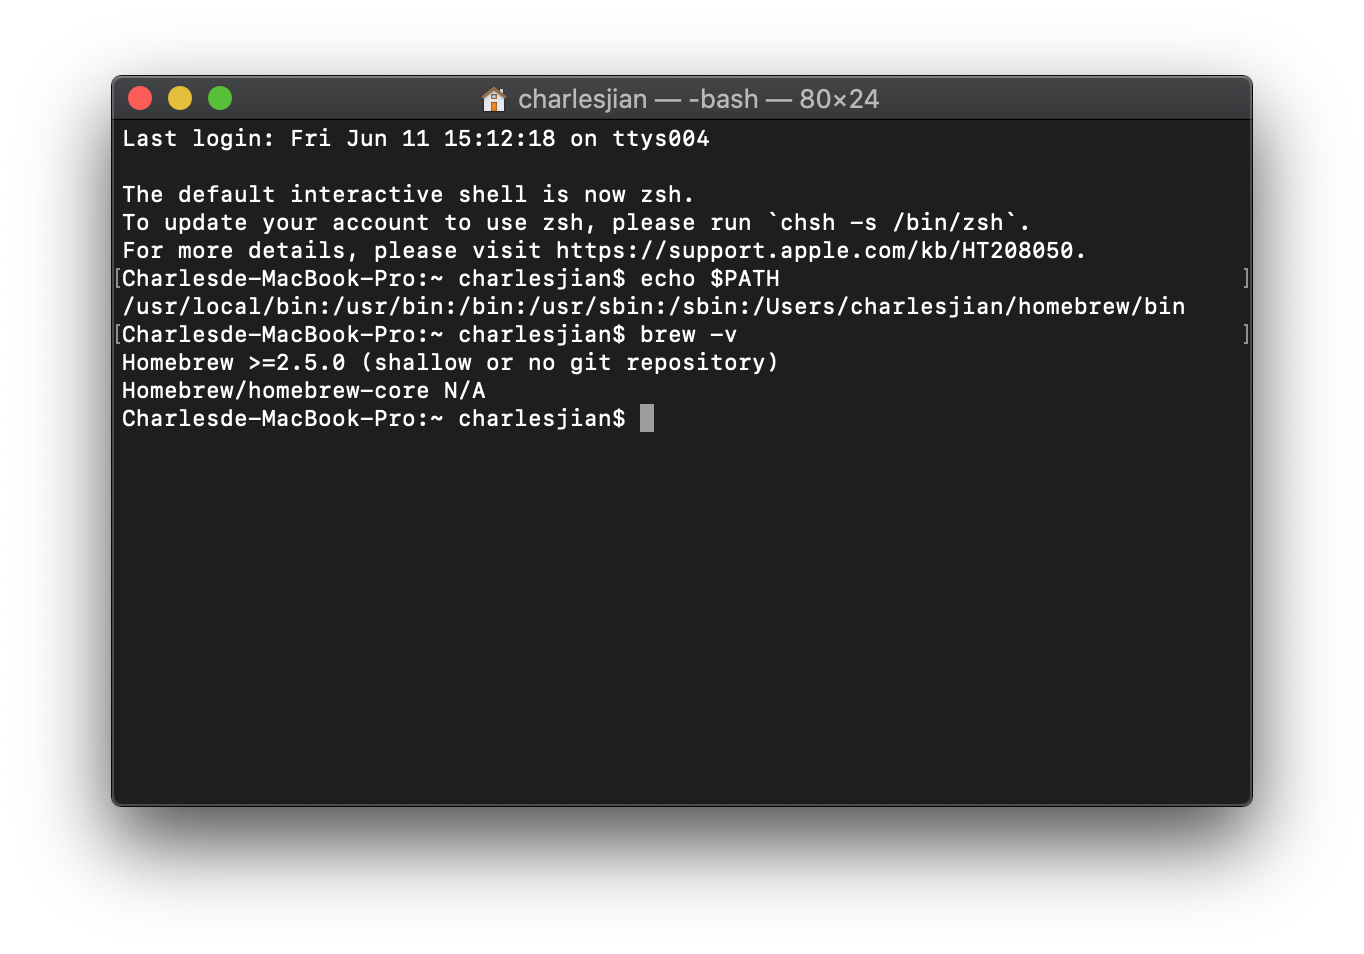 charlesjian — -bash — 80×24
Last login: Fri Jun 11 15:12:18 on ttys004
The default interactive shell is now zsh.
To update your account to use zsh, please run `chsh -s /bin/zsh`.
For more details, please visit https://support.apple.com/kb/HT208050.
[Charlesde-MacBook-Pro:~ charlesjian$ echo $PATH ]
/usr/local/bin:/usr/bin:/bin:/usr/sbin:/sbin:/Users/charlesjian/homebrew/bin
[Charlesde-MacBook-Pro:~ charlesjian$ brew -v ]
Homebrew >=2.5.0 (shallow or no git repository)
Homebrew/homebrew-core N/A
Charlesde-MacBook-Pro:~ charlesjian$